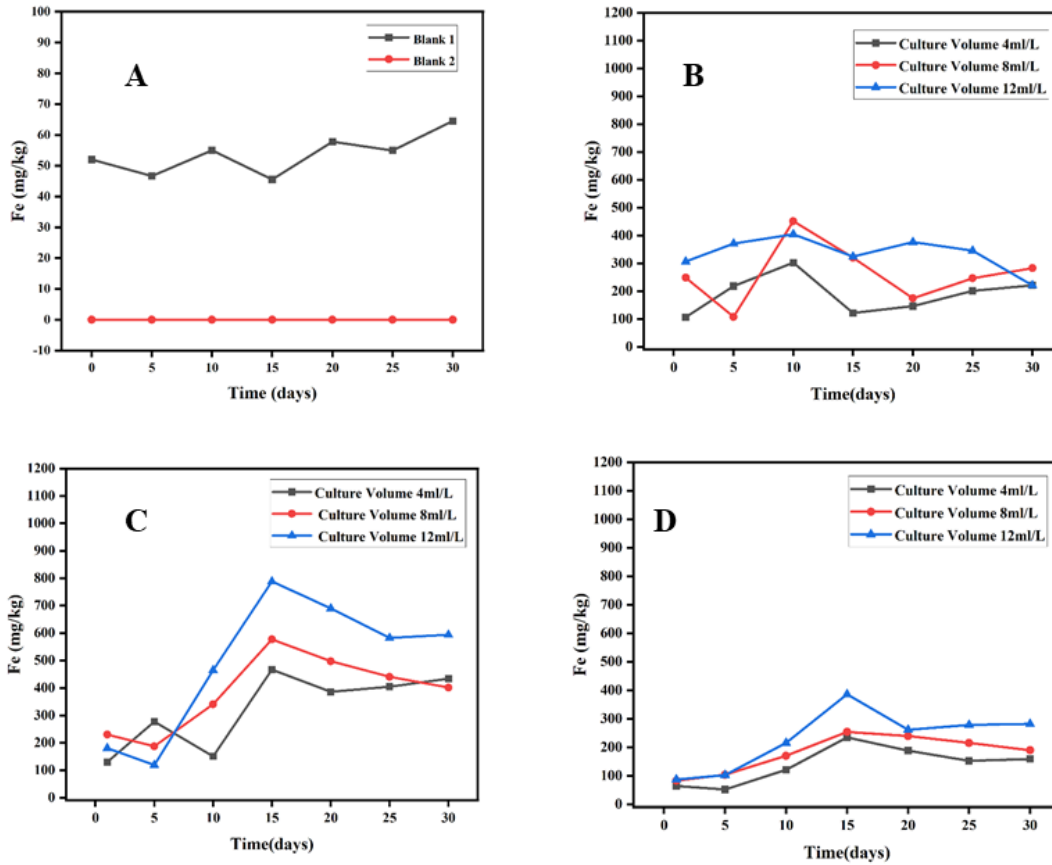 A
Blank 1
Blank 2
100
90
80
70
60
50
40
30
20
10
0
-10
Fe (mg/kg)
0 5 10 15 20 25 30
Time (days)
B
Culture Volume 4ml/L
Culture Volume 8ml/L
Culture Volume 12ml/L
1200
1100
1000
900
800
700
600
500
400
300
200
100
0
Fe (mg/kg)
0 5 10 15 20 25 30
Time(days)
C
Culture Volume 4ml/L
Culture Volume 8ml/L
Culture Volume 12ml/L
1200
1100
1000
900
800
700
600
500
400
300
200
100
0
Fe (mg/kg)
0 5 10 15 20 25 30
Time(days)
D
Culture Volume 4ml/L
Culture Volume 8ml/L
Culture Volume 12ml/L
1200
1100
1000
900
800
700
600
500
400
300
200
100
0
Fe (mg/kg)
0 5 10 15 20 25 30
Time(days)